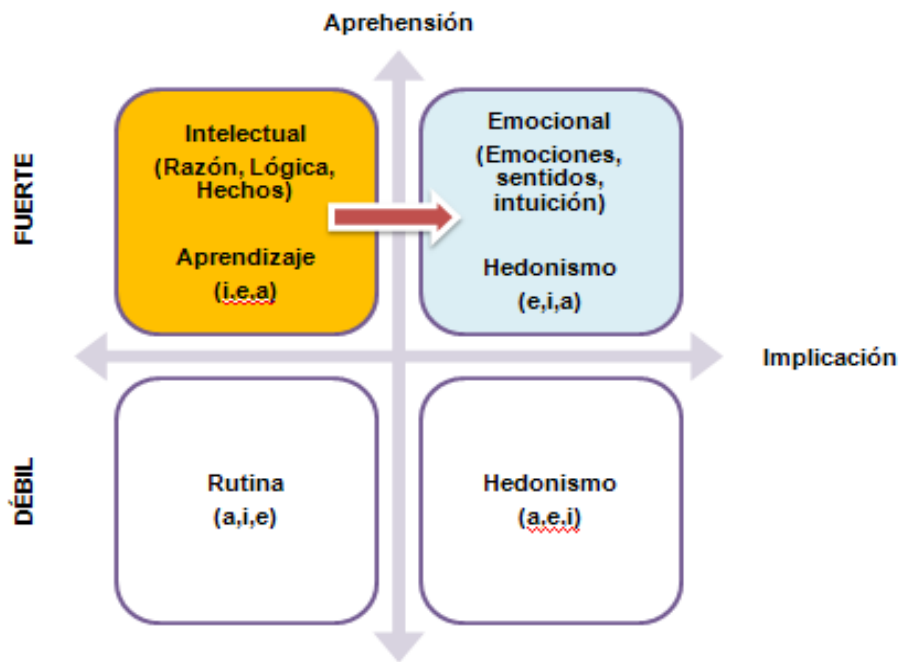 Aprehensión
FUERTE
Intelectual
(Razón, Lógica,
Hechos)
Aprendizaje
(i,e,a)
Emocional
(Emociones,
sentidos,
intuición)
Hedonismo
(e,i,a)
Implicación
DÉBIL
Rutina
(a,i,e)
Hedonismo
(a,e,i)